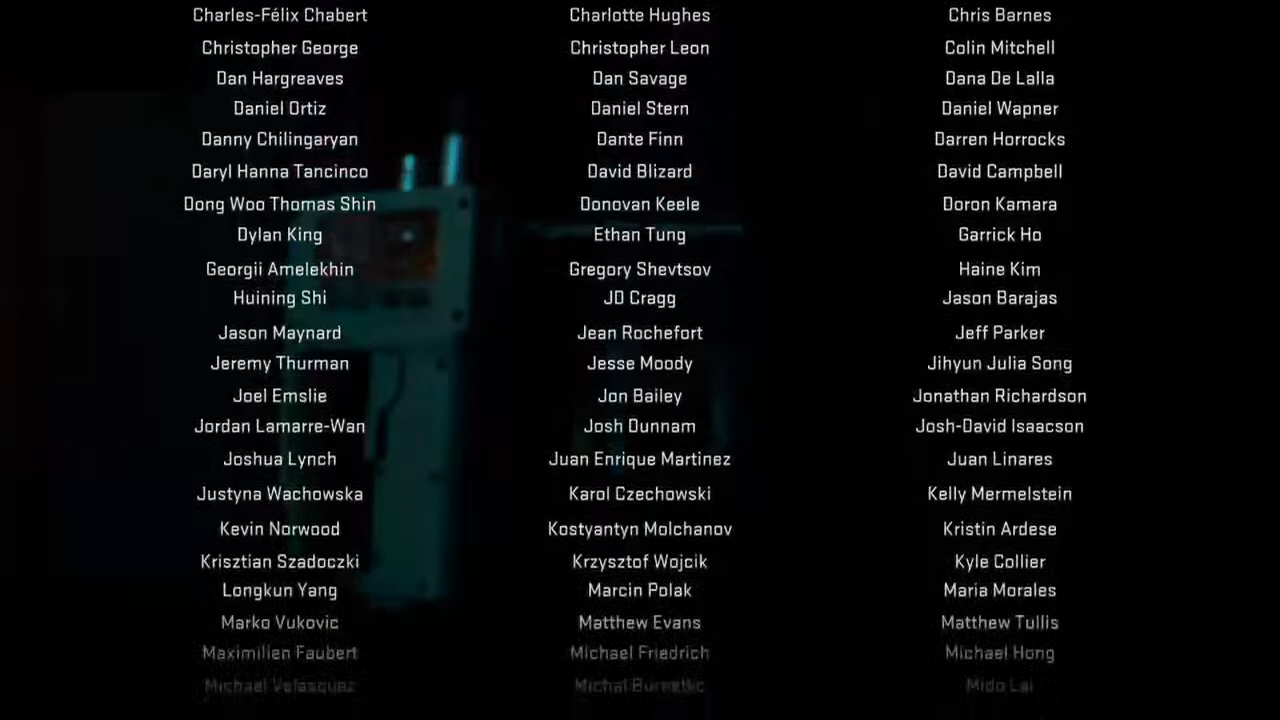 Charles-Félix Chabert Charlotte Hughes Chris Barnes
Christopher George Christopher Leon Colin Mitchell
Dan Hargreaves Dan Savage Dana De Lalla
Daniel Ortiz Daniel Stern Daniel Wapner
Danny Chilingaryan Dante Finn Darren Horrocks
Daryl Hanna Tancinco David Blizard David Campbell
Dong Woo Thomas Shin Donovan Keele Doron Kamara
Dylan King Ethan Tung Garrick Ho
Georgii Amelekhin Gregory Shevtsov Haine Kim
Huining Shi JD Cragg Jason Barajas
Jason Maynard Jean Rochefort Jeff Parker
Jeremy Thurman Jesse Moody Jihyun Julia Song
Joel Emslie Jon Bailey Jonathan Richardson
Jordan Lamarre-Wan Josh Dunnam Josh-David Isaacson
Joshua Lynch Juan Enrique Martinez Juan Linares
Justyna Wachowska Karol Czechowski Kelly Mermelstein
Kevin Norwood Kostyantyn Molchanov Kristin Ardese
Krisztian Szadoczki Krzysztof Wojcik Kyle Collier
Longkun Yang Marcin Polak Maria Morales
Marko Vukovic Matthew Evans Matthew Tullis
Maximilien Faubert Michael Friedrich Michael Hong
Michael Velasquez Michal Mido Lai